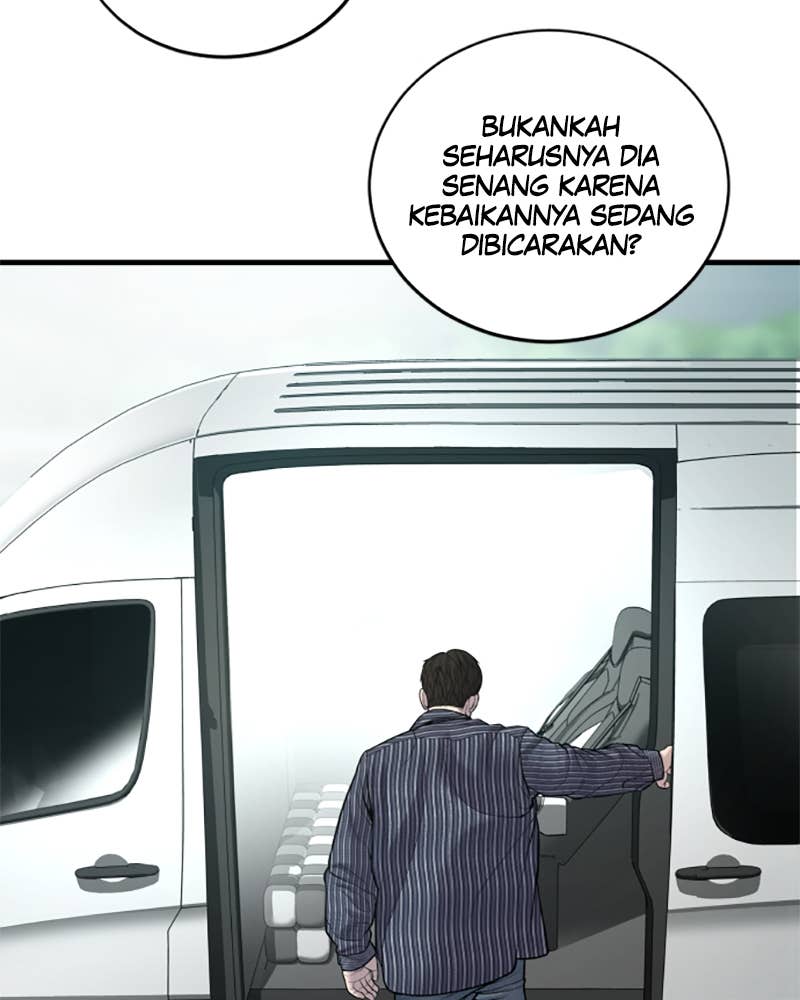 BUKANKAH
SEHARUSNYA DIA
SENANG KARENA
KEBAIKANNYA SEDANG
DIBICARAKAN?